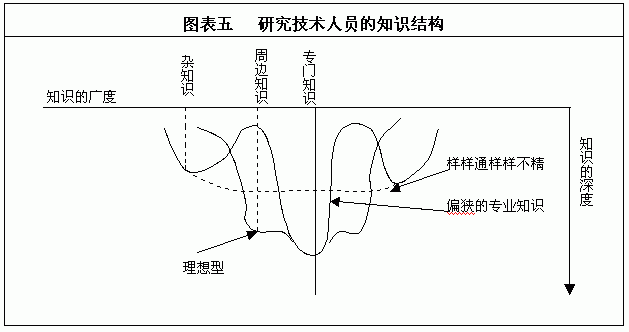 图表五 研究技术人员的知识结构
杂知识
周边知识
专门知识
知识的广度
知识的深度
样样通样样不精
偏狭的专业知识
理想型